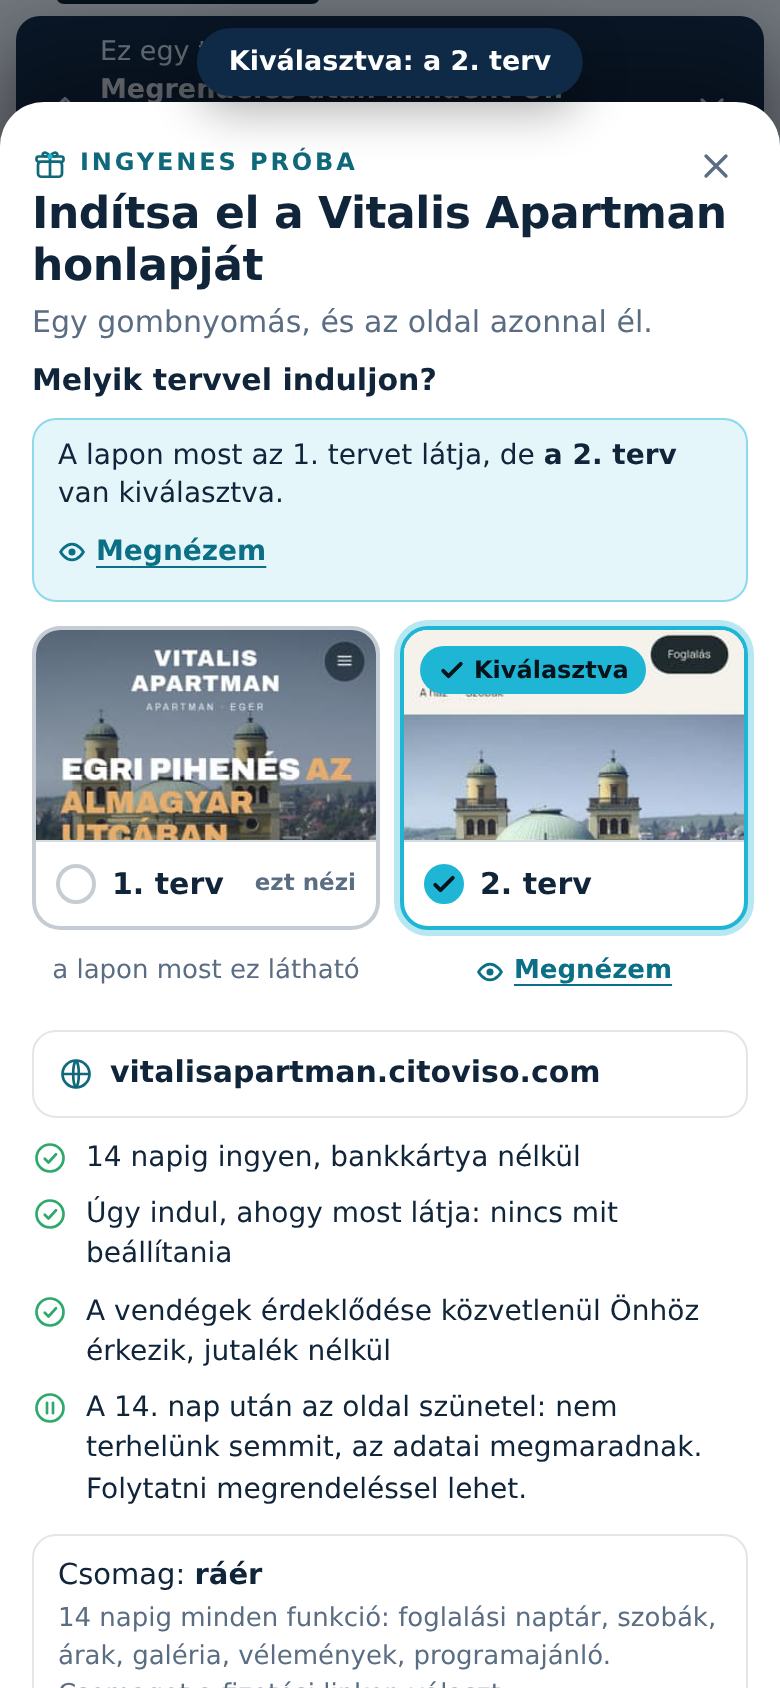 Ez egy
Kiválasztva: a 2. terv
INGYENES PRÓBA
Indítsa el a Vitalis Apartman
honlapját
Egy gombnyomás, és az oldal azonnal él.
Melyik tervvel induljon?
A lapon most az 1. tervet látja, de a 2. terv
van kiválasztva.
Megnézem
VITALIS
APARTMAN
APARTMAN · EGER
EGRI PIHENÉS AZ
ALMAGYAR
UTCÁBAN
1. terv ezt nézi
a lapon most ez látható
Kiválasztva
Foglalás
2. terv
Megnézem
vitalisapartman.citoviso.com
14 napig ingyen, bankkártya nélkül
Úgy indul, ahogy most látja: nincs mit
beállítania
A vendégek érdeklődése közvetlenül Önhöz
érkezik, jutalék nélkül
A 14. nap után az oldal szünetel: nem
terhelünk semmit, az adatai megmaradnak.
Folytatni megrendeléssel lehet.
Csomag: ráér
14 napig minden funkció: foglalási naptár, szobák,
árak, galéria, vélemények, programajánló.